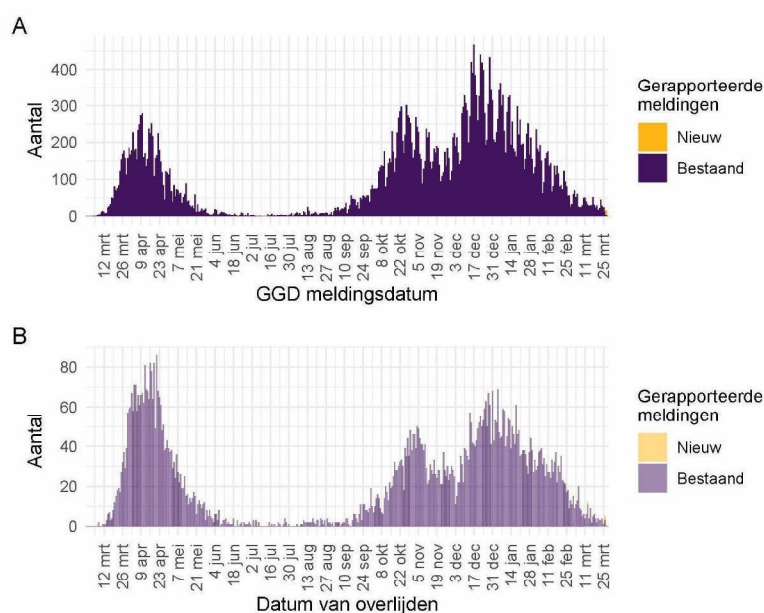 A
Aantal
400
300
200
100
0
12 mrt
26 mrt
9 apr
23 apr
7 mei
21 mei
4 jun
18 jun
2 jul
16 jul
30 jul
13 aug
27 aug
10 sep
24 sep
8 okt
22 okt
5 nov
19 nov
3 dec
17 dec
31 dec
14 jan
28 jan
11 feb
25 feb
11 mrt
25 mrt
GGD meldingsdatum
Gerapporteerde
meldingen
Nieuw
Bestaand
B
Aantal
80
60
40
20
0
12 mrt
26 mrt
9 apr
23 apr
7 mei
21 mei
4 jun
18 jun
2 jul
16 jul
30 jul
13 aug
27 aug
10 sep
24 sep
8 okt
22 okt
5 nov
19 nov
3 dec
17 dec
31 dec
14 jan
28 jan
11 feb
25 feb
11 mrt
25 mrt
Datum van overlijden
Gerapporteerde
meldingen
Nieuw
Bestaand